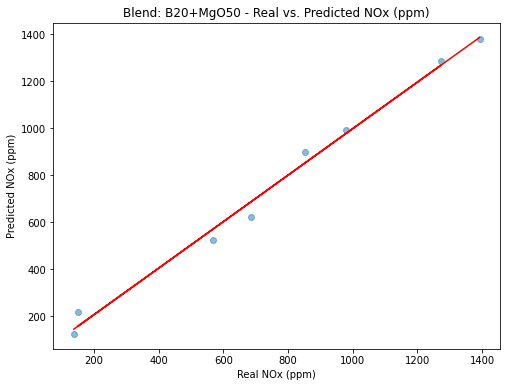 Blend: B20+MgO50 - Real vs. Predicted NOx (ppm)
1400
1200
1000
800
600
400
200
Predicted NOx (ppm)
200 400 600 800 1000 1200 1400
Real NOx (ppm)